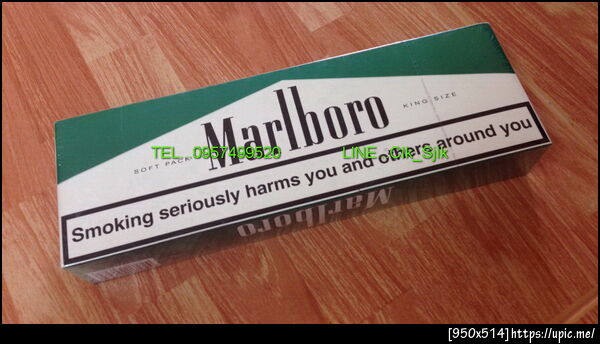 Marlboro
KING SIZE
SOFT PACK
TEL 0957499520
LINE
Smoking seriously harms you and others around you
Marlboro
[950x514]https://upic.me/